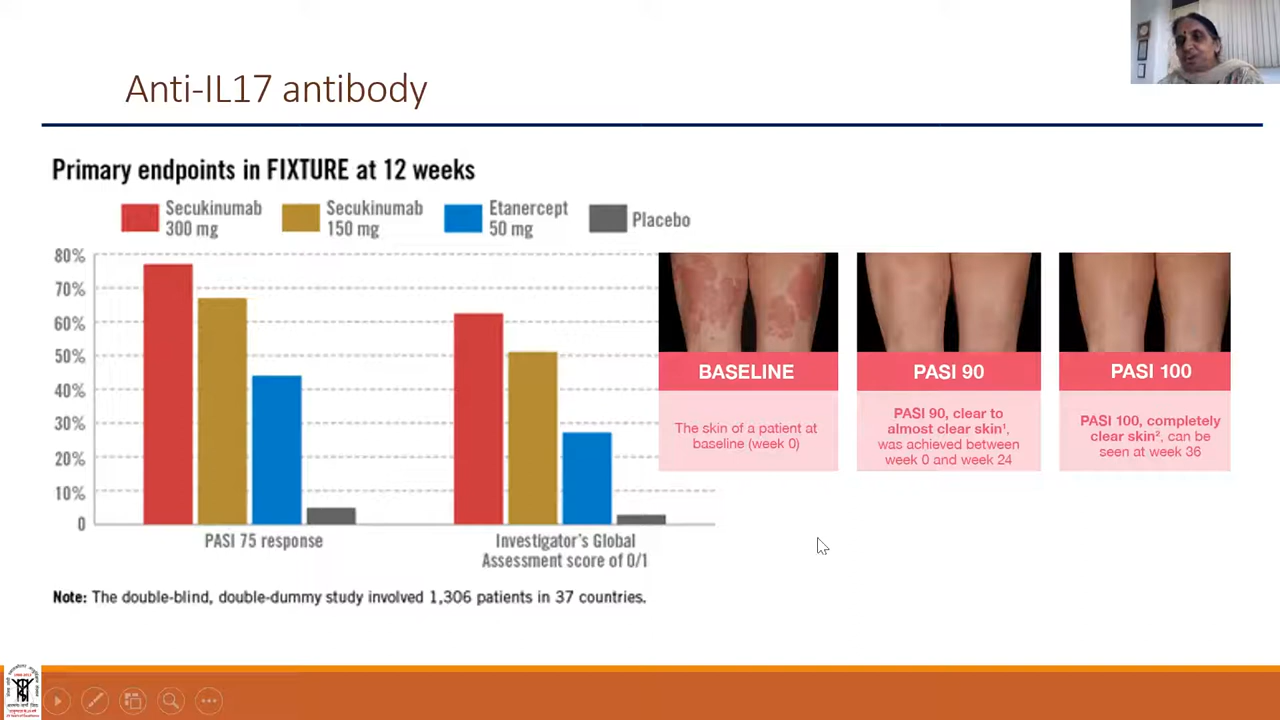 Anti-IL17 antibody
Primary endpoints in FIXTURE at 12 weeks
Secukinumab
300 mg
Secukinumab
150 mg
Etanercept
50 mg
Placebo
80%
70%
60%
50%
40%
30%
20%
10%
0
PASI 75 response
Investigator's Global
Assessment score of 0/1
Note: The double-blind, double-dummy study involved 1,306 patients in 37 countries.
BASELINE
The skin of a patient at
baseline (week 0)
PASI 90
PASI 90, clear to
almost clear skin¹,
was achieved between
week 0 and week 24
PASI 100
PASI 100, completely
clear skin², can be
seen at week 36